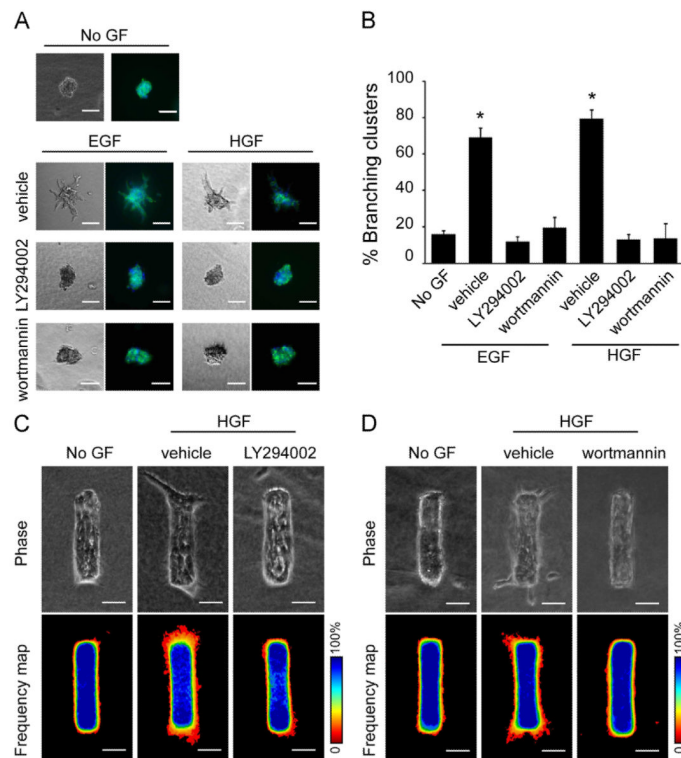 A
No GF
EGF
HGF
vehicle
LY294002
wortmannin
B
% Branching clusters
100
80
60
40
20
0
*
*
No GF
vehicle
LY294002
wortmannin
vehicle
LY294002
wortmannin
EGF
HGF
C
HGF
No GF
vehicle
LY294002
Phase
Frequency map
100%
0
D
HGF
No GF
vehicle
wortmannin
Phase
Frequency map
100%
0